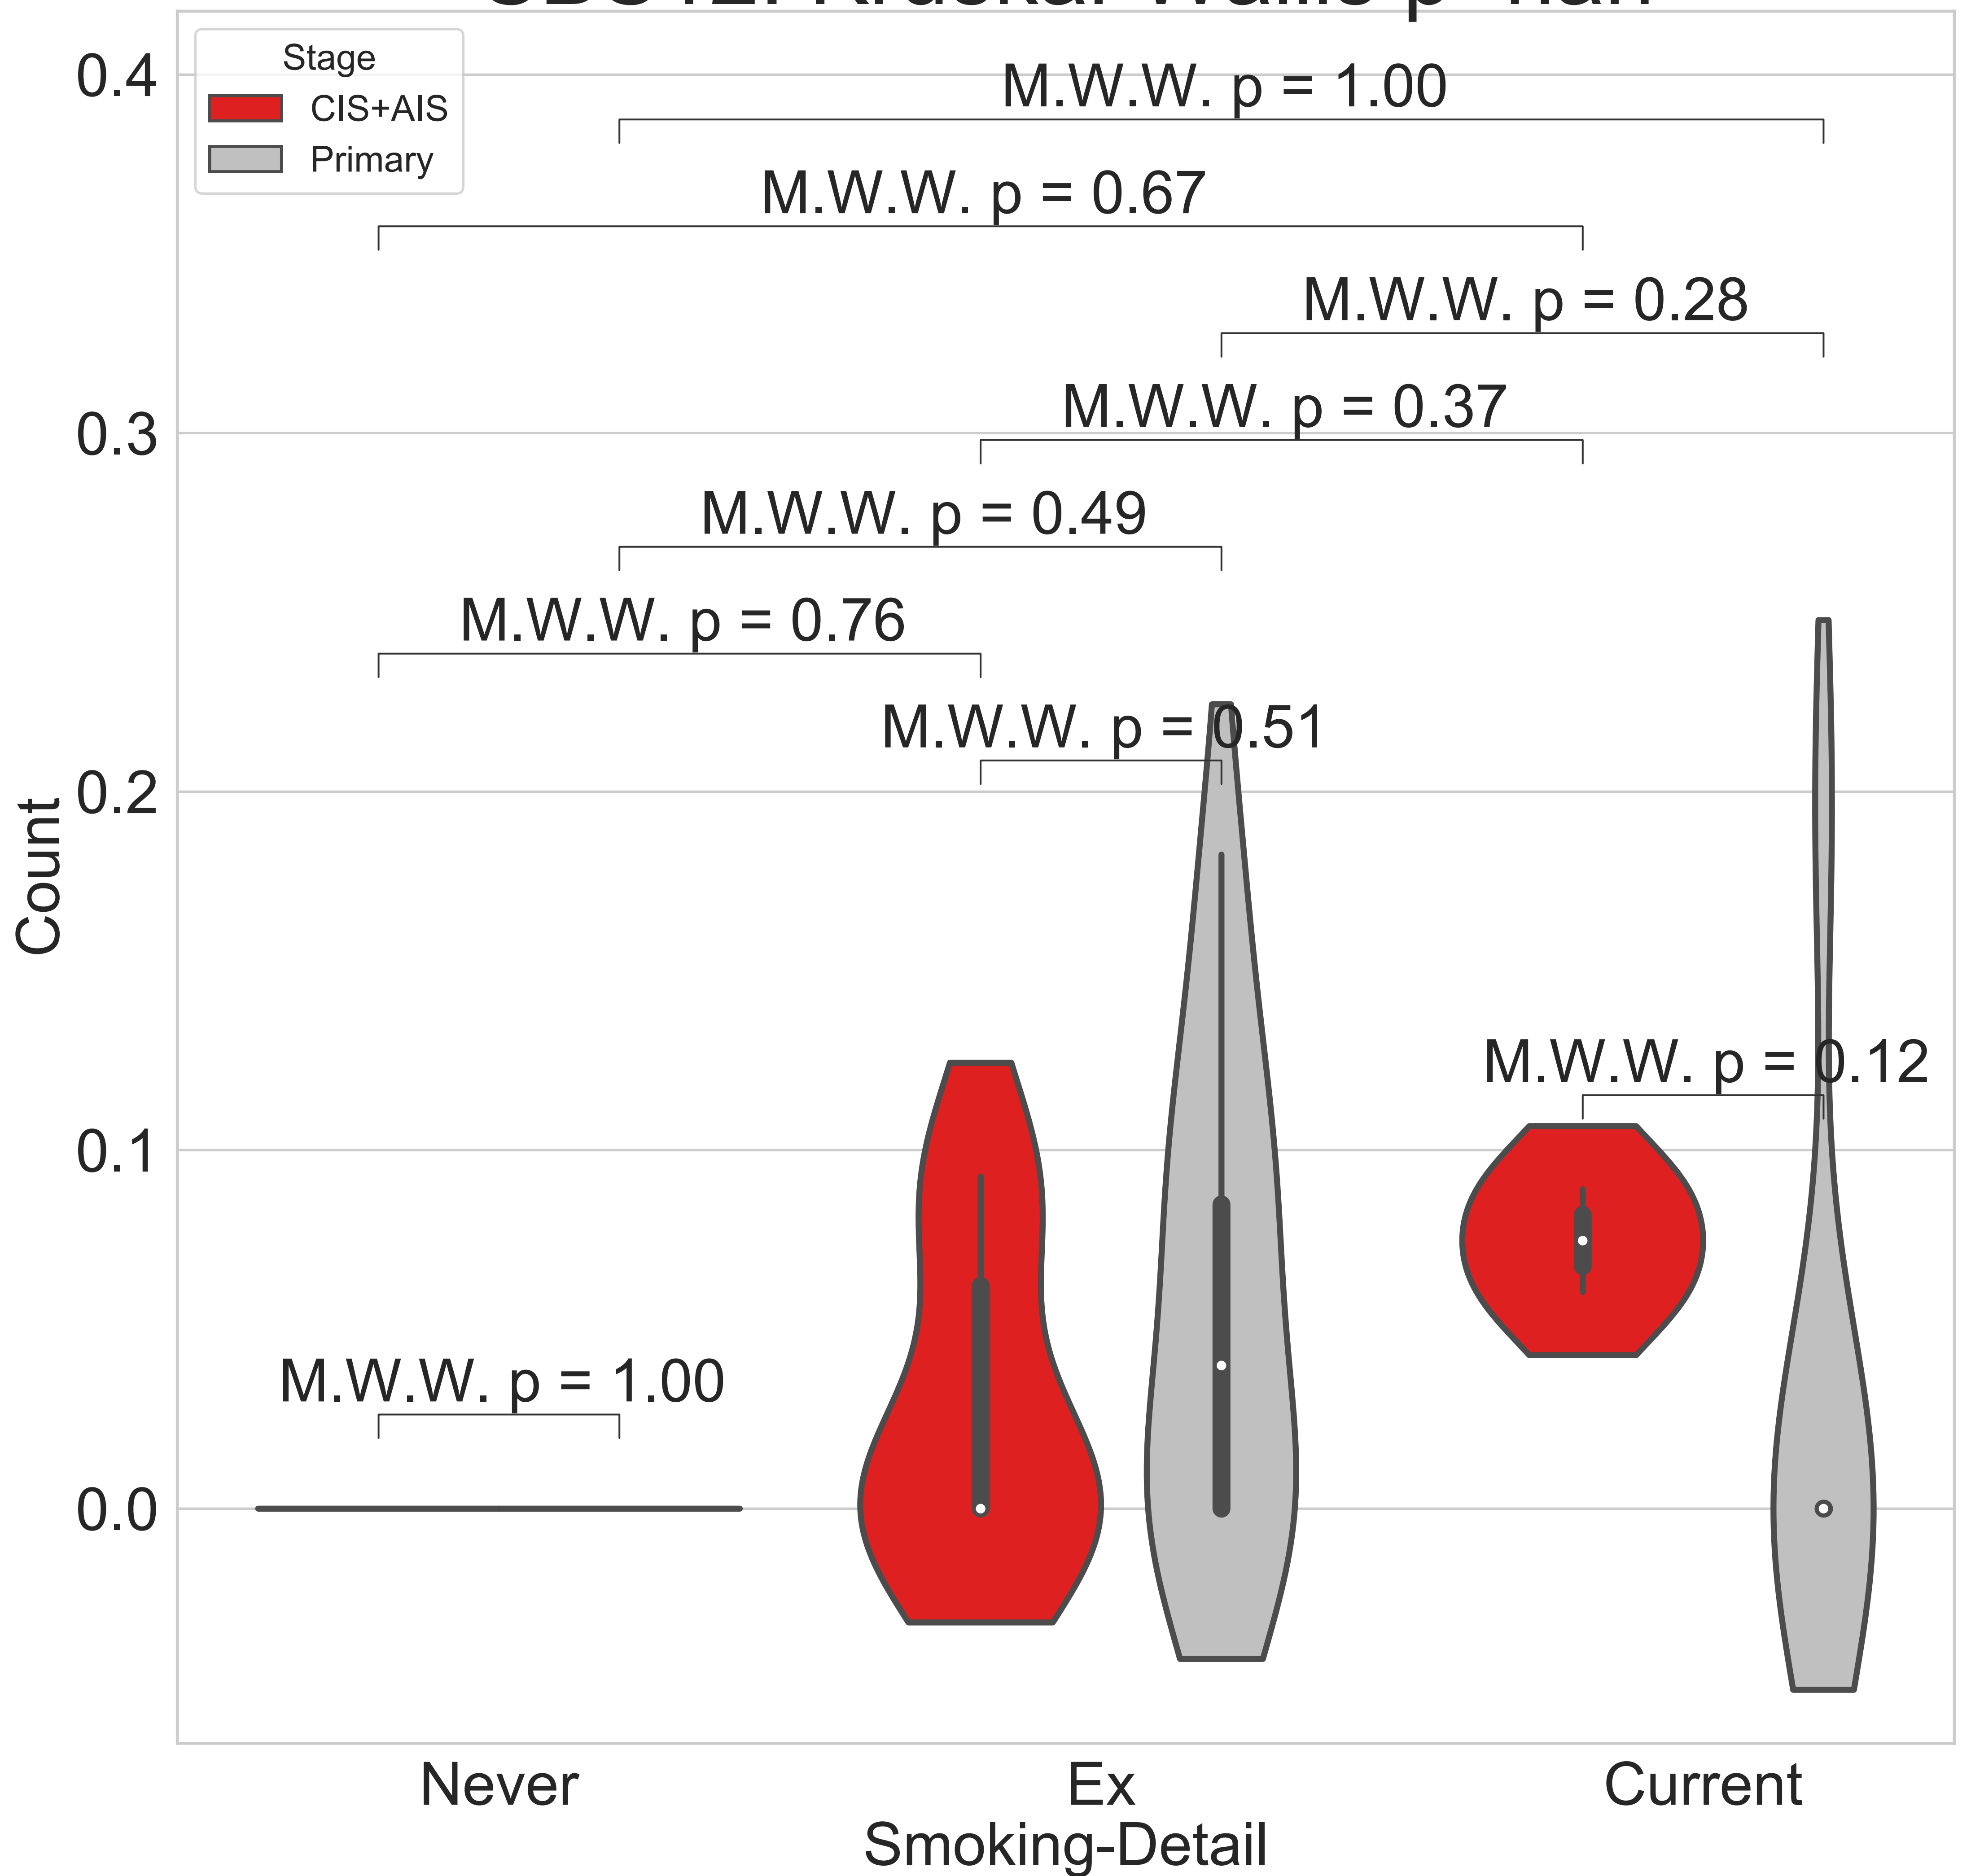 Stage
CIS+AIS
Primary
M.W.W. p = 1.00
M.W.W. p = 0.67
M.W.W. p = 0.28
M.W.W. p = 0.37
M.W.W. p = 0.49
M.W.W. p = 0.76
M.W.W. p = 0.51
M.W.W. p = 0.12
M.W.W. p = 1.00
0.4
0.3
0.2
0.1
0.0
Count
Never
Ex
Current
Smoking-Detail